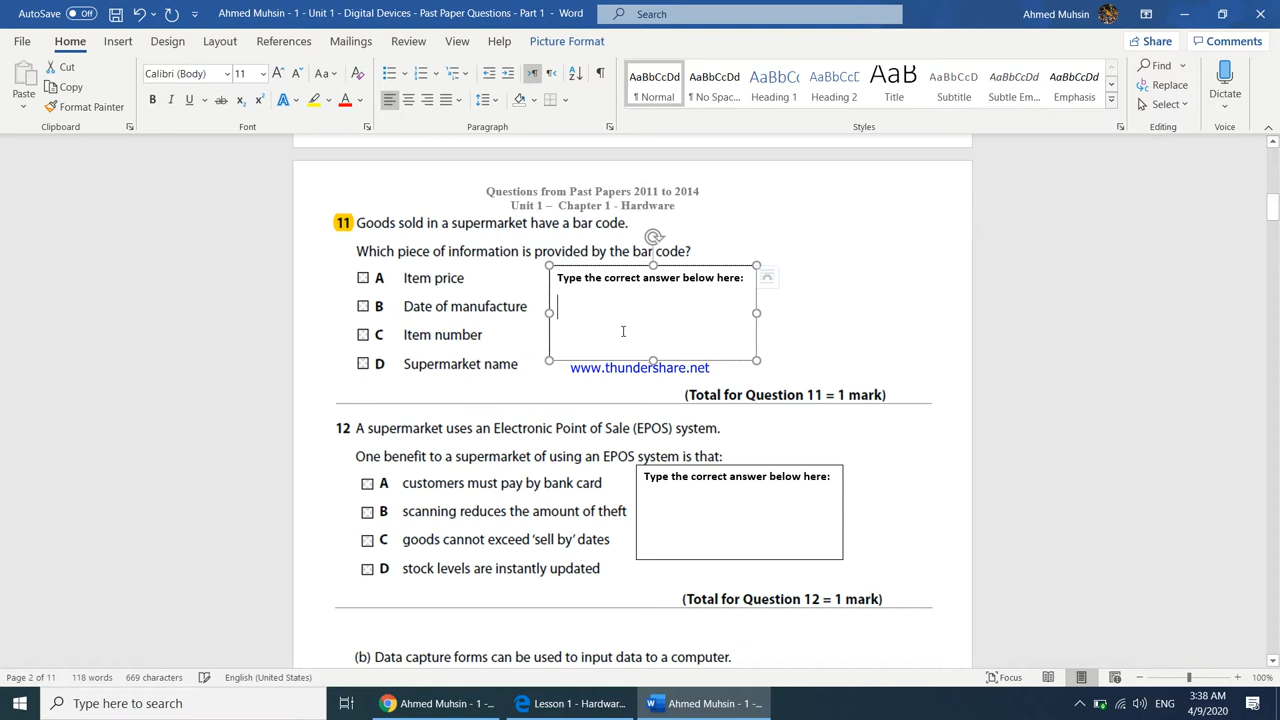 AutoSave Off
Ahmed Muhsin - 1 - Unit 1 - Digital Devices - Past Paper Questions - Part 1 - Word
Search
Ahmed Muhsin
File Home Insert Design Layout References Mailings Review View Help Picture Format
Share Comments
Paste
Cut
Copy
Format Painter
Calibri (Body) 11
AaBbCcDd AaBbCcDd AaBbCc AaBbCcE AaB AaBbCcD AaBbCcDd AaBbCcDd
¶ Normal ¶ No Spac... Heading 1 Heading 2 Title Subtitle Subtle Em... Emphasis
Find
Replace
Select
Dictate
Clipboard Font Paragraph Styles Editing Voice
Questions from Past Papers 2011 to 2014
Unit 1 – Chapter 1 - Hardware
11 Goods sold in a supermarket have a bar code.
Which piece of information is provided by the bar code?
A Item price
B Date of manufacture
C Item number
D Supermarket name
Type the correct answer below here:
www.thundershare.net
(Total for Question 11 = 1 mark)
12 A supermarket uses an Electronic Point of Sale (EPOS) system.
One benefit to a supermarket of using an EPOS system is that:
A customers must pay by bank card
B scanning reduces the amount of theft
C goods cannot exceed ‘sell by’ dates
D stock levels are instantly updated
Type the correct answer below here:
(Total for Question 12 = 1 mark)
(b) Data capture forms can be used to input data to a computer.
Page 2 of 11 118 words 669 characters English (United States)
Focus 100%
Type here to search
Ahmed Muhsin - 1 -...
Lesson 1 - Hardwar...
Ahmed Muhsin - 1 -...
3:38 AM
4/9/2020